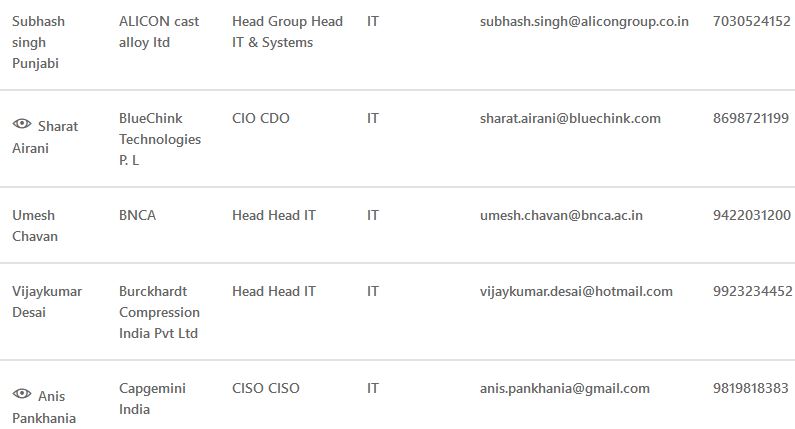 Subhash ALICON cast Head Group Head IT subhash.singh@alicongroup.co.in 7030524152
singh alloy ltd IT & Systems
Punjabi
Sharat BlueChink CIO CDO IT sharat.airani@bluechink.com 8698721199
Airani Technologies
P. L
Umesh BNCA Head Head IT IT umesh.chavan@bnca.ac.in 9422031200
Chavan
Vijaykumar Burckhardt Head Head IT IT vijaykumar.desai@hotmail.com 9923234452
Desai Compression
India Pvt Ltd
Anis Capgemini CISO CISO IT anis.pankhania@gmail.com 9819818383
Pankhania India